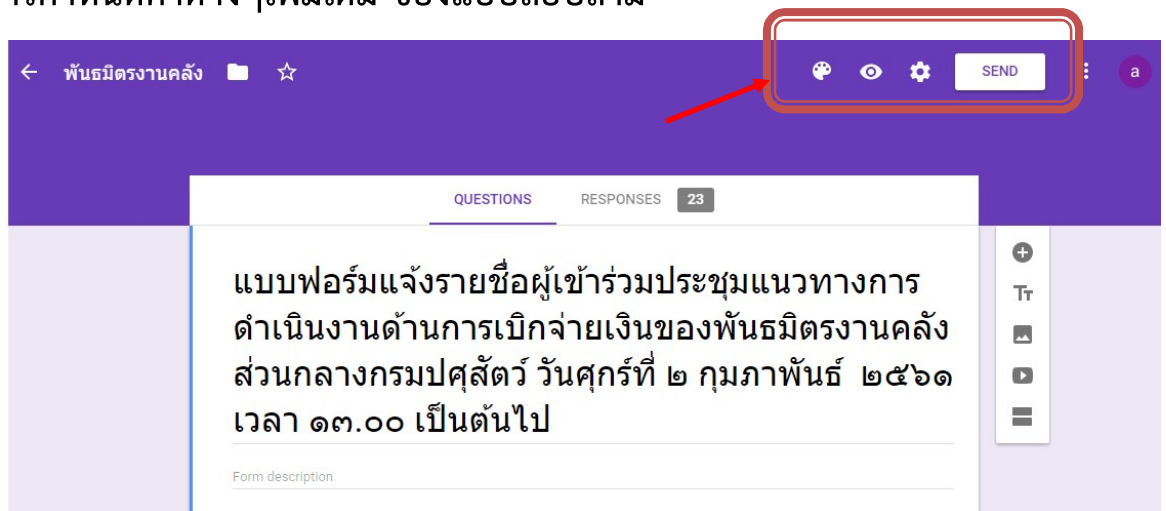 พันธมิตรงานคลัง
SEND
a
QUESTIONS RESPONSES 23
แบบฟอร์มแจ้งรายชื่อผู้เข้าร่วมประชุมแนวทางการ
ดำเนินงานด้านการเบิกจ่ายเงินของพันธมิตรงานคลัง
ส่วนกลางกรมปศุสัตว์ วันศุกร์ที่ ๒ กุมภาพันธ์ ๒๕๖๑
เวลา ๑๓.๐๐ เป็นต้นไป
Tт
Form description